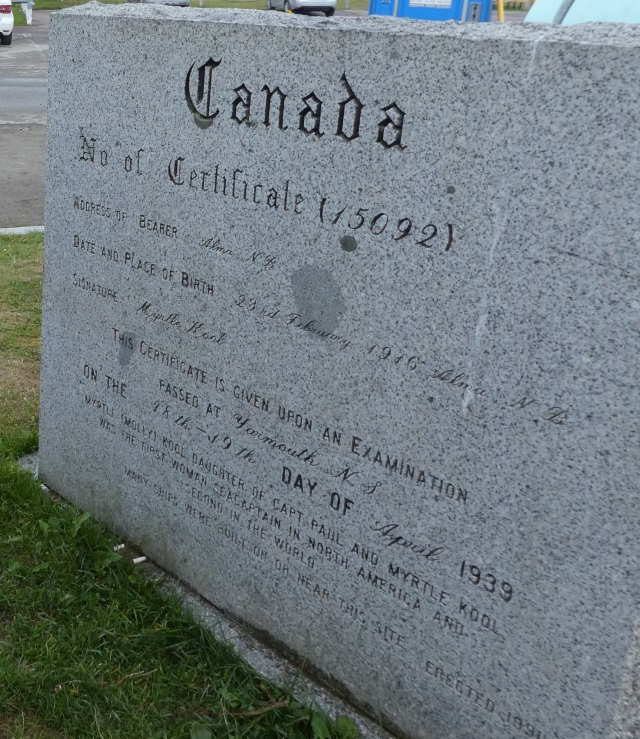 Canada
No of Certificate (15092)
ADDRESS OF BEARER Alma N.B.
DATE AND PLACE OF BIRTH 23rd February 1916 Alma N.B.
SIGNATURE Myrtle Kool
THIS CERTIFICATE IS GIVEN UPON AN EXAMINATION
PASSED AT Yarmouth N S
ON THE 18th-19th DAY OF April 1939
MYRTLE (MOLLY) KOOL DAUGHTER OF CAPT. PAUL AND MYRTLE KOOL
WAS THE FIRST WOMAN SEACAPTAIN IN NORTH AMERICA AND
SECOND IN THE WORLD
MANY SHIPS WERE BUILT ON OR NEAR THIS SITE ERECTED